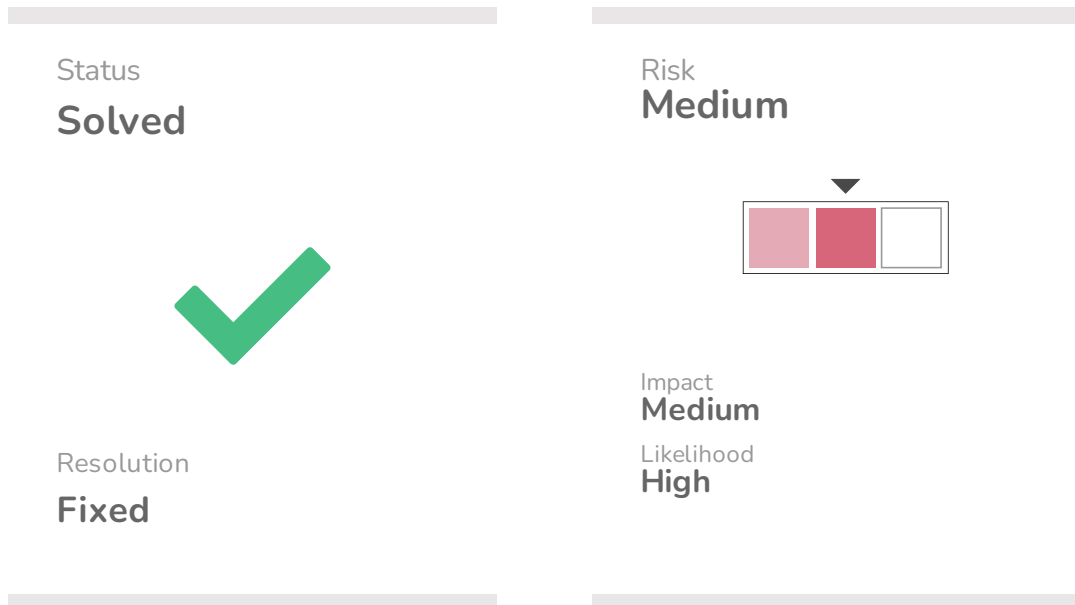 Status
Solved
Resolution
Fixed
Risk
Medium
Impact
Medium
Likelihood
High